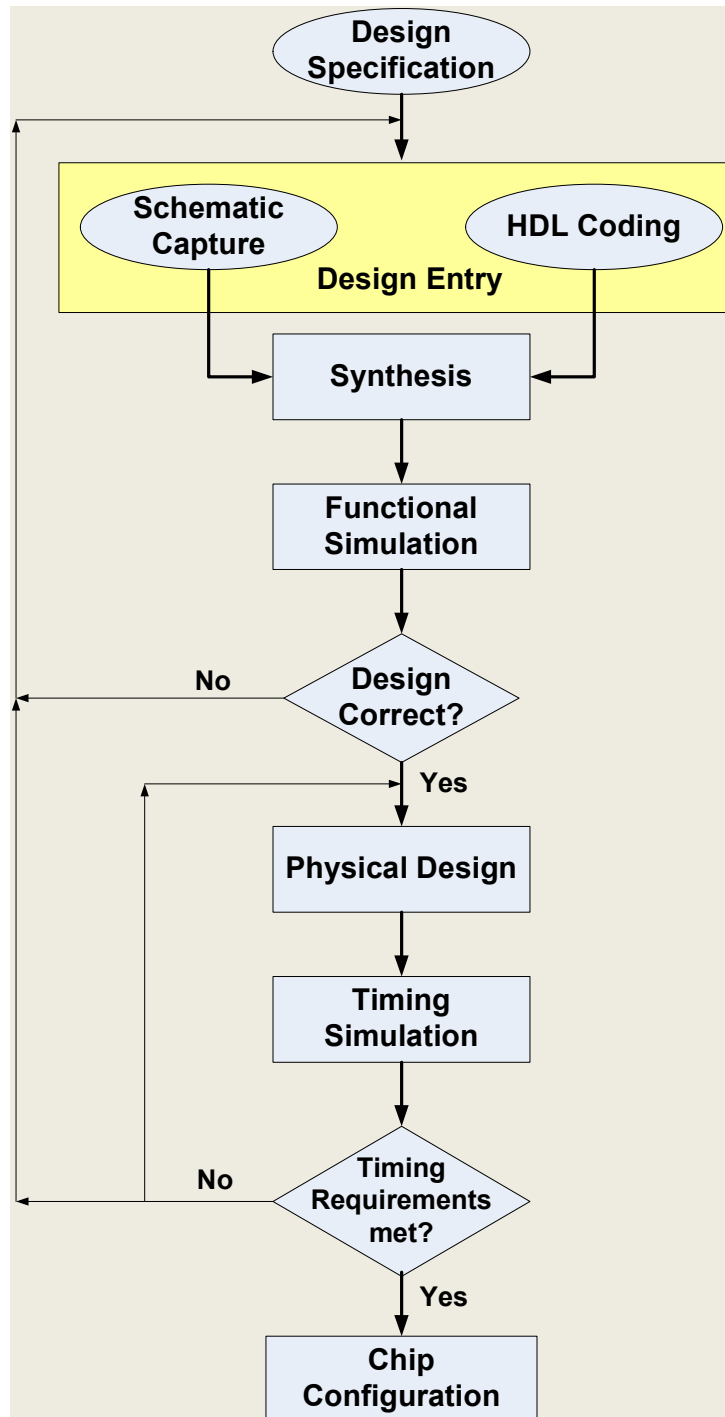 Design
Specification
Schematic
Capture
HDL Coding
Design Entry
Synthesis
Functional
Simulation
Design
Correct?
No
Yes
Physical Design
Timing
Simulation
Timing
Requirements
met?
No
Yes
Chip
Configuration